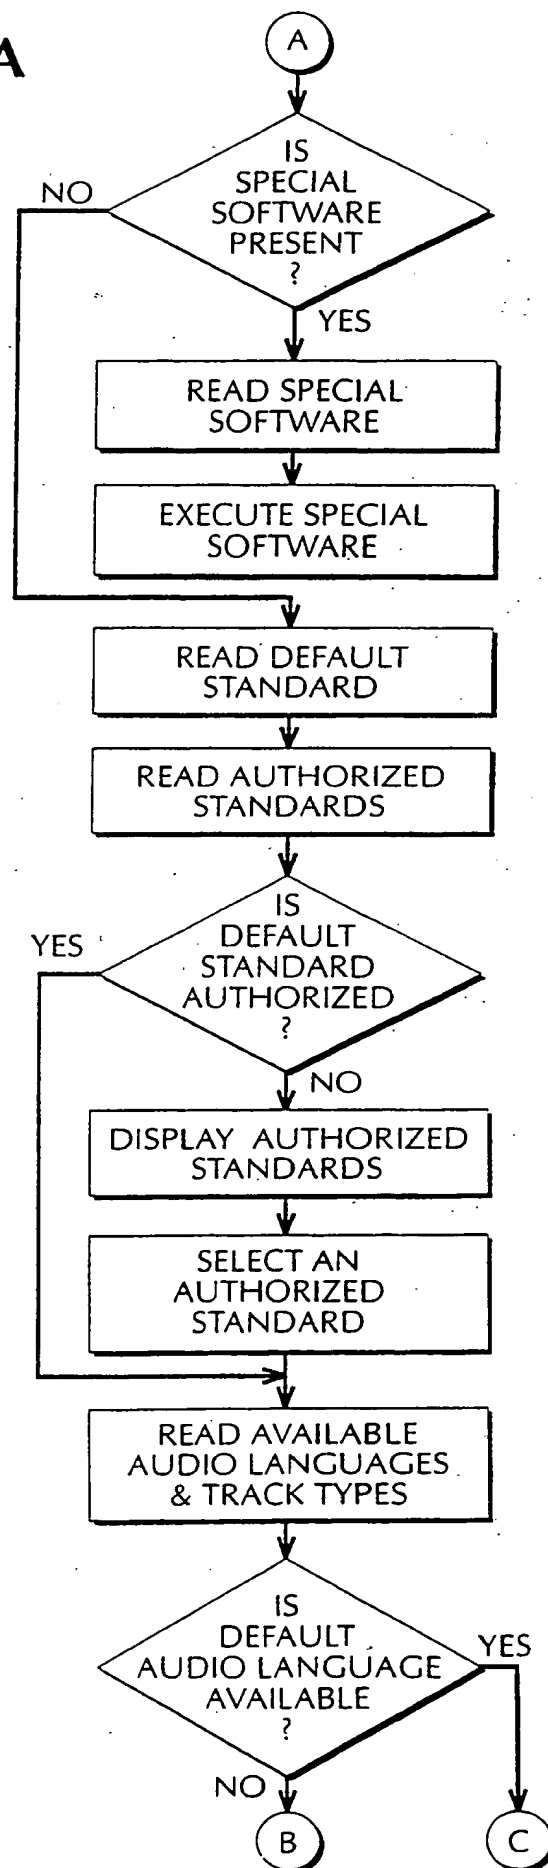 A
A
IS
SPECIAL
SOFTWARE
PRESENT
?
NO
YES
READ SPECIAL
SOFTWARE
EXECUTE SPECIAL
SOFTWARE
READ DEFAULT
STANDARD
READ AUTHORIZED
STANDARDS
IS
DEFAULT
STANDARD
AUTHORIZED
?
YES
NO
DISPLAY AUTHORIZED
STANDARDS
SELECT AN
AUTHORIZED
STANDARD
READ AVAILABLE
AUDIO LANGUAGES
& TRACK TYPES
IS
DEFAULT
AUDIO LANGUAGE
AVAILABLE
?
YES
NO
B
C